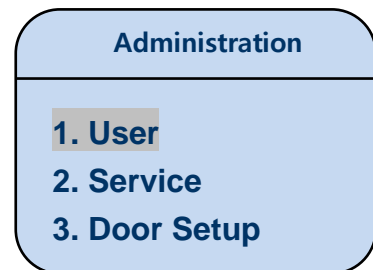 Administration
1. User
2. Service
3. Door Setup